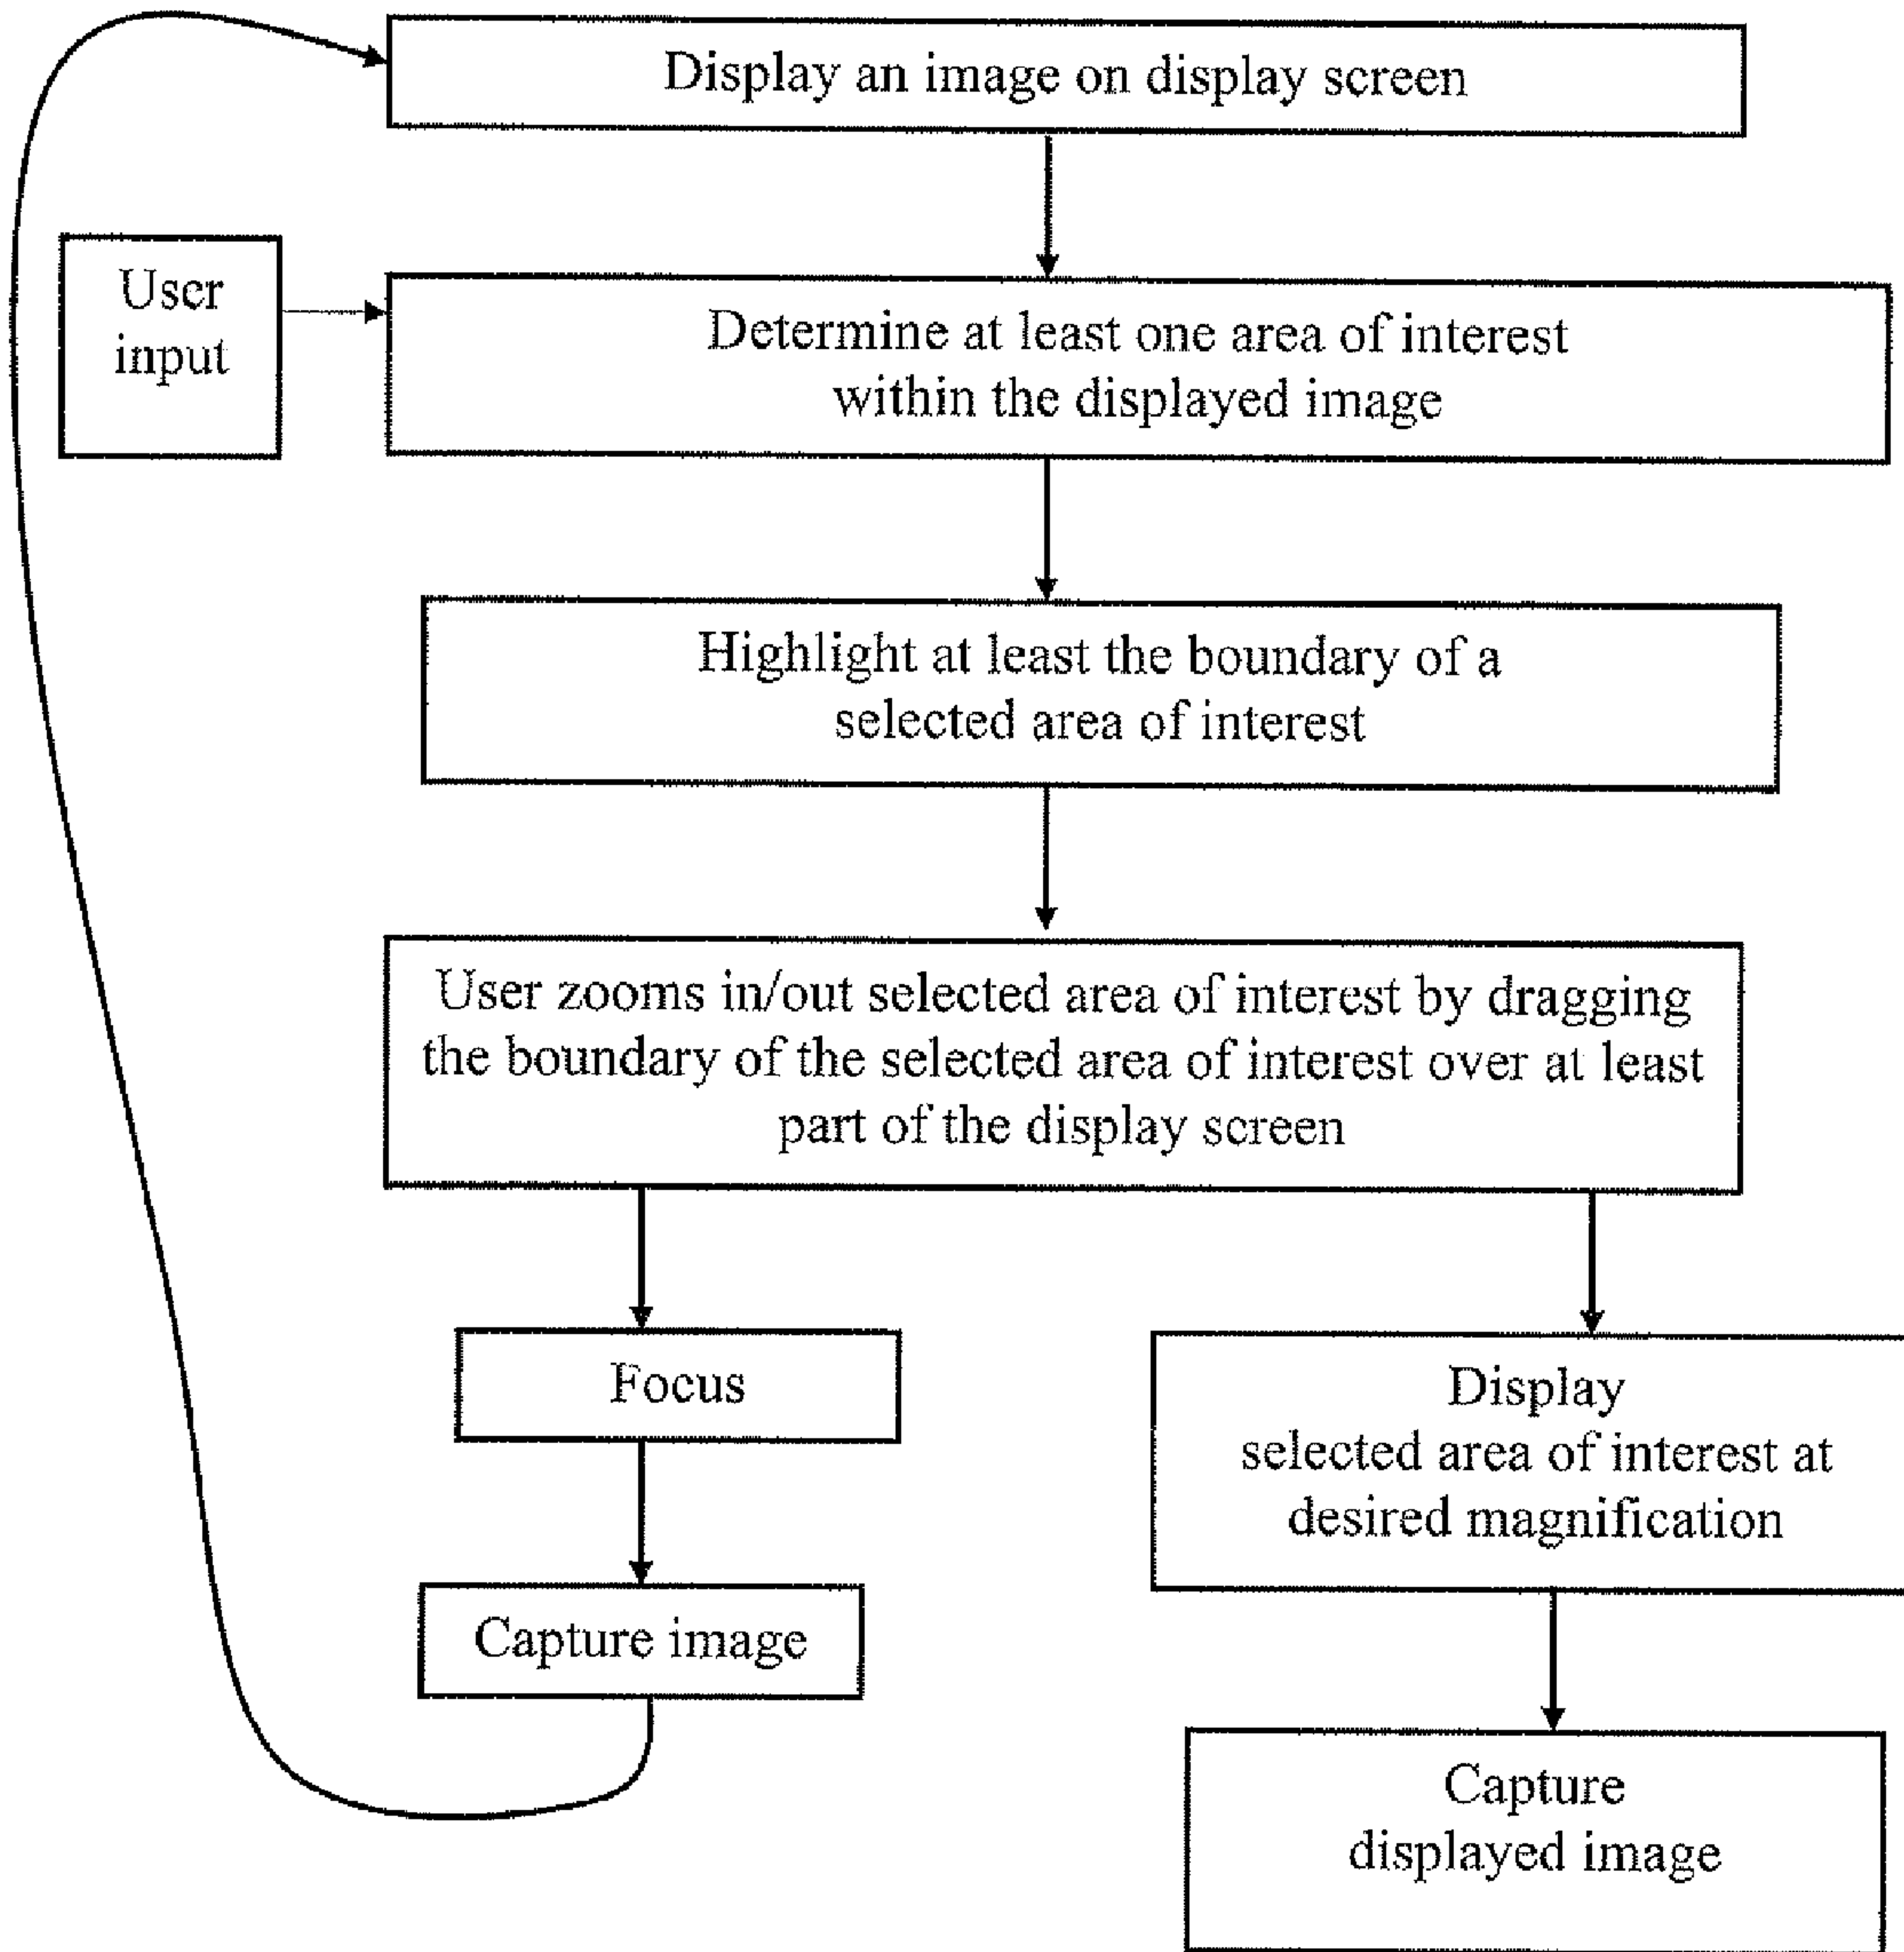 Display an image on display screen
User
input
Determine at least one area of interest
within the displayed image
Highlight at least the boundary of a
selected area of interest
User zooms in/out selected area of interest by dragging
the boundary of the selected area of interest over at least
part of the display screen
Focus
Capture image
Display
selected area of interest at
desired magnification
Capture
displayed image